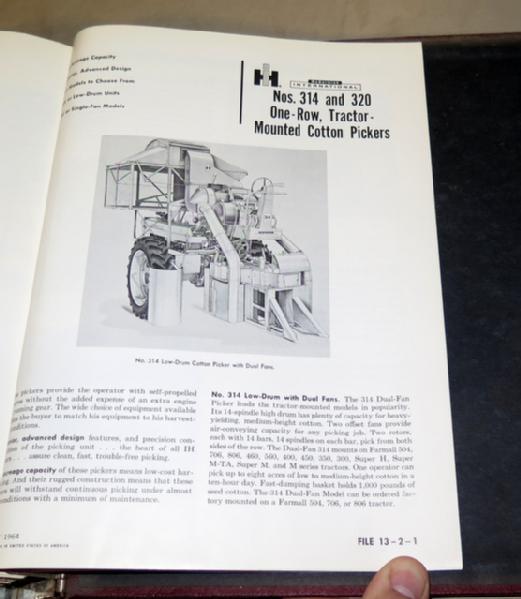 Capacity
Advanced Design
to Choose from
Low-Drum Units
Single-Fan Models
IH
McCORMICK
INTERNATIONAL
Nos. 314 and 320
One-Row, Tractor-
Mounted Cotton Pickers
No. 314 Low-Drum Cotton Picker with Dual Fans.
pickers provide the operator with self-propelled
without the added expense of an extra engine
running gear. The wide choice of equipment available
the buyer to match his equipment to his harvest-
conditions.
advanced design features, and precision con-
of the picking unit . . . the heart of all IH
. . . assure clean, fast, trouble-free picking.
capacity of these pickers means low-cost har-
And their rugged construction means that these
will withstand continuous picking under almost
conditions with a minimum of maintenance.
No. 314 Low-Drum with Dual Fans. The 314 Dual-Fan
Picker leads the tractor-mounted models in popularity.
Its 14-spindle high drum has plenty of capacity for heavy-
yielding, medium-height cotton. Two offset fans provide
air-conveying capacity for any picking job. Two rotors,
each with 14 bars, 14 spindles on each bar, pick from both
sides of the row. The Dual-Fan 314 mounts on Farmall 504,
706, 806, 460, 560, 400, 450, 350, 300, Super H, Super
M-TA, Super M, and M series tractors. One operator can
pick up to eight acres of low to medium-height cotton in a
ten-hour day. Fast-dumping basket holds 1,000 pounds of
seed cotton. The 314 Dual-Fan Model can be ordered fac-
tory mounted on a Farmall 504, 706, or 806 tractor.
1964
IN UNITED STATES OF AMERICA
FILE 13-2-1